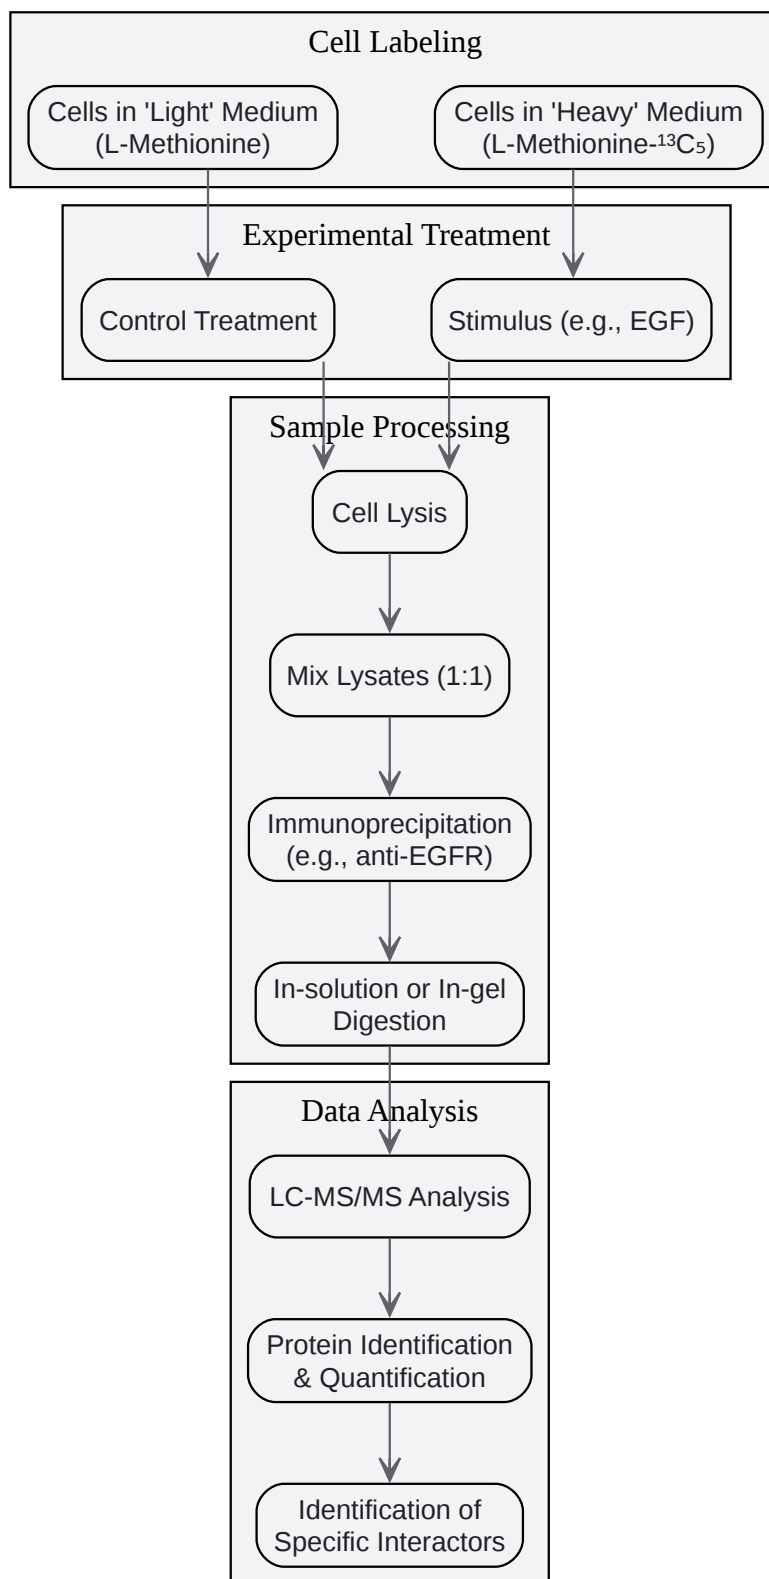 Cell Labeling
Cells in 'Light' Medium
(L-Methionine)
Cells in 'Heavy' Medium
(L-Methionine-¹³C₅)
Experimental Treatment
Control Treatment
Stimulus (e.g., EGF)
Sample Processing
Cell Lysis
Mix Lysates (1:1)
Immunoprecipitation
(e.g., anti-EGFR)
In-solution or In-gel
Digestion
Data Analysis
LC-MS/MS Analysis
Protein Identification
& Quantification
Identification of
Specific Interactors